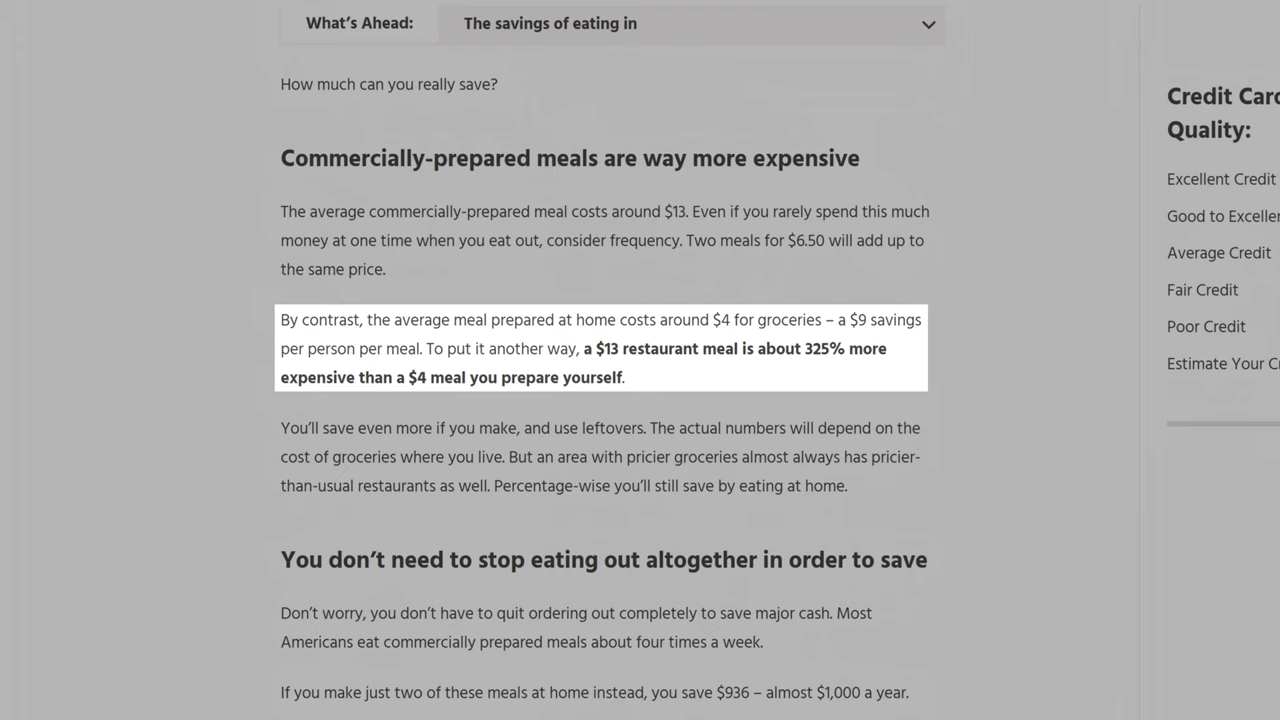 What's Ahead: The savings of eating in
How much can you really save?
Commercially-prepared meals are way more expensive
The average commercially-prepared meal costs around $13. Even if you rarely spend this much
money at one time when you eat out, consider frequency. Two meals for $6.50 will add up to
the same price.
By contrast, the average meal prepared at home costs around $4 for groceries – a $9 savings
per person per meal. To put it another way, a $13 restaurant meal is about 325% more
expensive than a $4 meal you prepare yourself.
You'll save even more if you make, and use leftovers. The actual numbers will depend on the
cost of groceries where you live. But an area with pricier groceries almost always has pricier-
than-usual restaurants as well. Percentage-wise you'll still save by eating at home.
You don't need to stop eating out altogether in order to save
Don't worry, you don't have to quit ordering out completely to save major cash. Most
Americans eat commercially prepared meals about four times a week.
If you make just two of these meals at home instead, you save $936 – almost $1,000 a year.
Credit
Quality:
Excellent Credit
Good to
Average Credit
Fair Credit
Poor Credit
Estimate Your